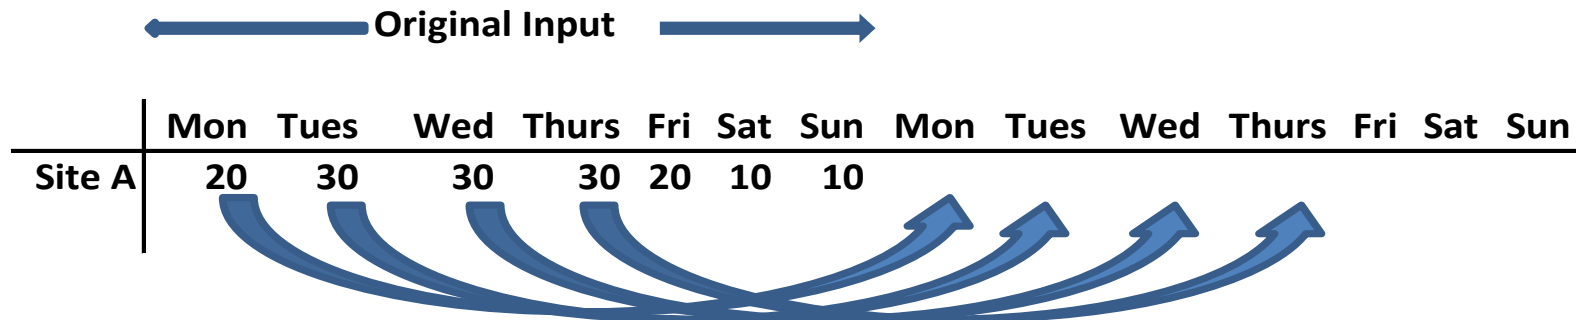 Original Input
Mon Tues Wed Thurs Fri Sat Sun Mon Tues Wed Thurs Fri Sat Sun
Site A 20 30 30 30 20 10 10